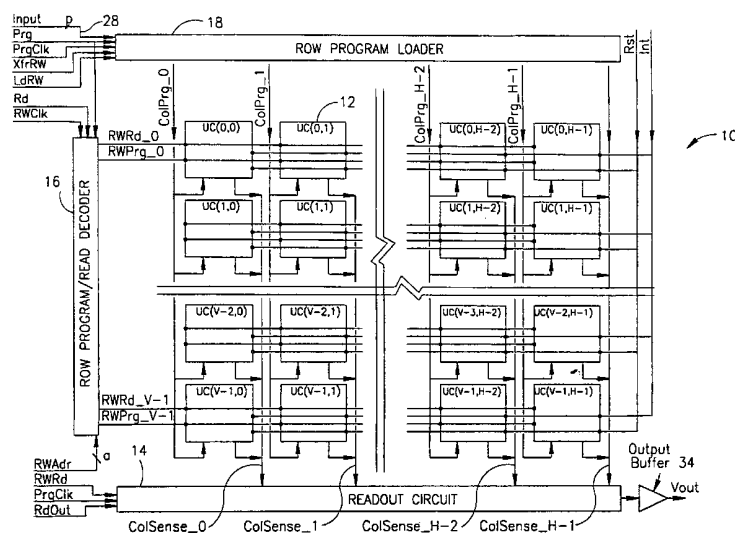 Input p
28
Prg
PrgClk
XfrRW
LdRW
18
ROW PROGRAM LOADER
Rst
Int
Rd
RWClk
ColPrg_0
ColPrg_1
ColPrg_H-2
ColPrg_H-1
12
10
RWRd_0
RWPrg_0
UC(0,0)
UC(0,1)
UC(0,H-2)
UC(0,H-1)
16
ROW PROGRAM/READ DECODER
UC(1,0)
UC(1,1)
UC(1,H-2)
UC(1,H-1)
UC(V-2,0)
UC(V-2,1)
UC(V-3,H-2)
UC(V-2,H-1)
RWRd_V-1
RWPrg_V-1
UC(V-1,0)
UC(V-1,1)
UC(V-1,H-2)
UC(V-1,H-1)
RWAdr
a
14
RWRd
PrgClk
RdOut
READOUT CIRCUIT
Output
Buffer 34
Vout
ColSense_0
ColSense_1
ColSense_H-2
ColSense_H-1